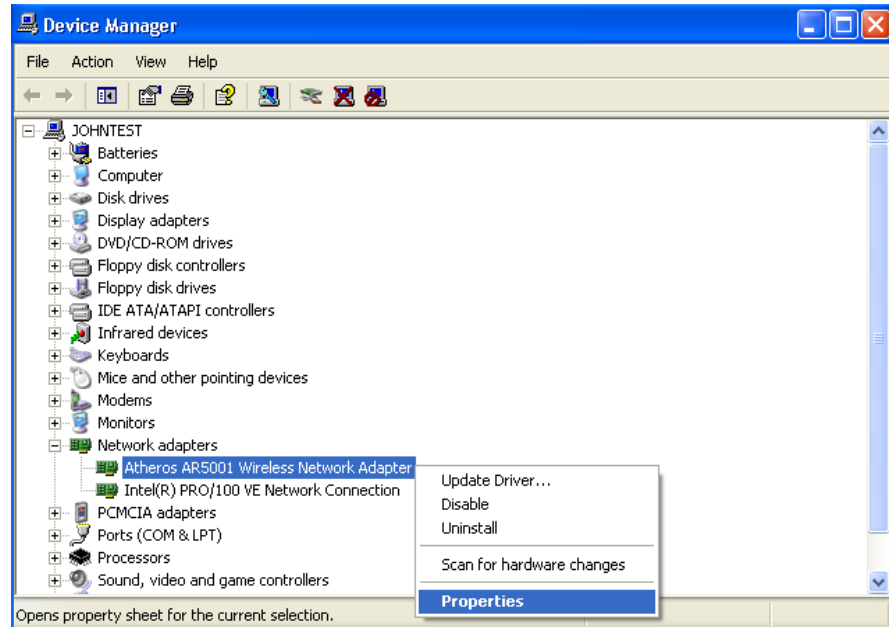 Device Manager
File Action View Help
JOHNTEST
Batteries
Computer
Disk drives
Display adapters
DVD/CD-ROM drives
Floppy disk controllers
Floppy disk drives
IDE ATA/ATAPI controllers
Infrared devices
Keyboards
Mice and other pointing devices
Modems
Monitors
Network adapters
Atheros AR5001 Wireless Network Adapter
Intel(R) PRO/100 VE Network Connection
PCMCIA adapters
Ports (COM & LPT)
Processors
Sound, video and game controllers
Update Driver...
Disable
Uninstall
Scan for hardware changes
Properties
Opens property sheet for the current selection.